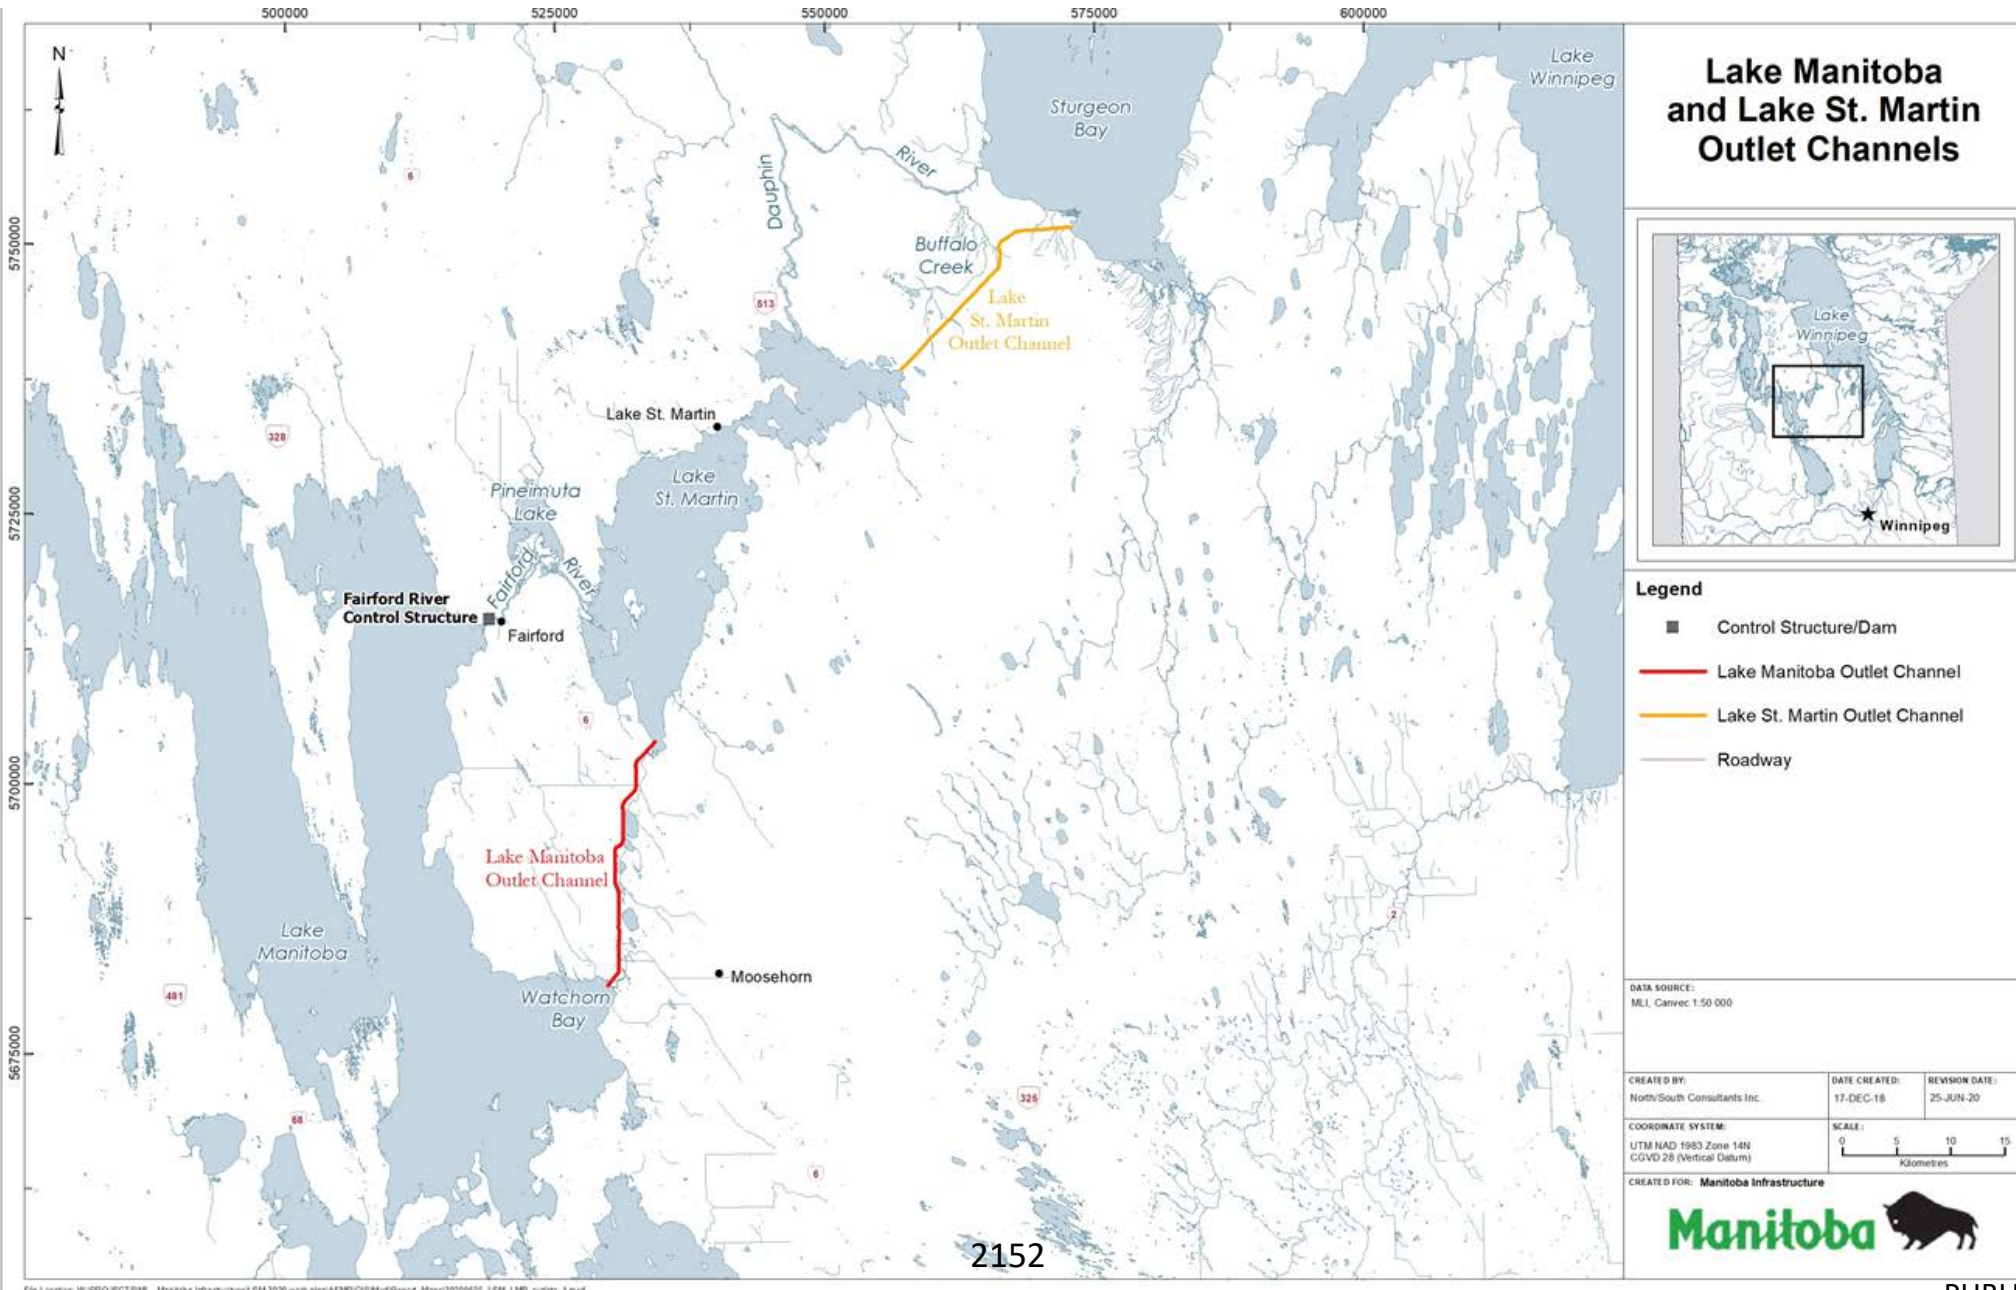 500000
525000
550000
575000
600000
N
Lake
Winnipeg
Sturgeon
Bay
River
Dauphin
6
5750000
Buffalo
Creek
513
Lake
St. Martin
Outlet Channel
Lake St. Martin
328
Lake
St. Martin
Pineimuta
Lake
5725000
Fairford
River
Fairford River
Control Structure
Fairford
6
5700000
Lake Manitoba
Outlet Channel
2
Lake
Manitoba
Moosehorn
481
Watchorn
Bay
5675000
325
68
6
2152
Lake Manitoba
and Lake St. Martin
Outlet Channels
Lake
Winnipeg
Winnipeg
Legend
Control Structure/Dam
Lake Manitoba Outlet Channel
Lake St. Martin Outlet Channel
Roadway
DATA SOURCE:
MLI, Canvec 1:50 000
CREATED BY:
North/South Consultants Inc.
DATE CREATED:
17-DEC-18
REVISION DATE:
25-JUN-20
COORDINATE SYSTEM:
UTM NAD 1983 Zone 14N
CGVD 28 (Vertical Datum)
SCALE:
0 5 10 15
Kilometres
CREATED FOR: Manitoba Infrastructure
Manitoba